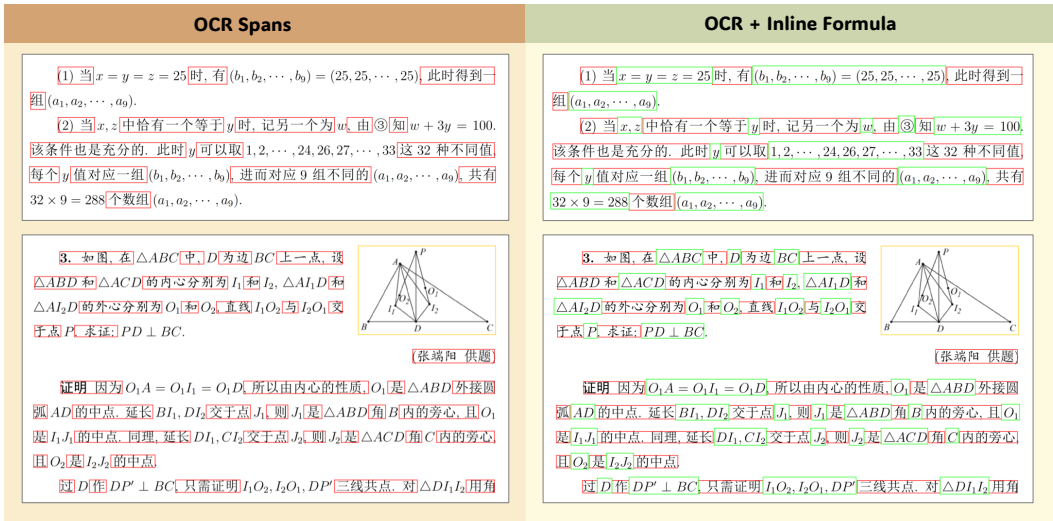 OCR Spans
(1) 当 x = y = z = 25 时, 有 (b₁, b₂, ⋯ , b₉) = (25, 25, ⋯ , 25), 此时得到一
组 (a₁, a₂, ⋯ , a₉).
(2) 当 x, z 中恰有一个等于 y 时, 记另一个为 w, 由 ③ 知 w + 3y = 100.
该条件也是充分的. 此时 y 可以取 1, 2, ⋯ , 24, 26, 27, ⋯ , 33 这 32 种不同值,
每个 y 值对应一组 (b₁, b₂, ⋯ , b₉), 进而对应 9 组不同的 (a₁, a₂, ⋯ , a₉), 共有
32 × 9 = 288 个数组 (a₁, a₂, ⋯ , a₉).
3. 如图, 在 △ABC 中, D 为边 BC 上一点, 设
△ABD 和 △ACD 的内心分别为 I₁ 和 I₂, △AI₁D 和
△AI₂D 的外心分别为 O₁ 和 O₂, 直线 I₁O₂ 与 I₂O₁ 交
于点 P. 求证: PD ⊥ BC.
P
A
O₁
O₂
I₁
I₂
B
D
C
(张端阳 供题)
证明 因为 O₁A = O₁I₁ = O₁D, 所以由内心的性质, O₁ 是 △ABD 外接圆
弧 AD 的中点. 延长 BI₁, DI₂ 交于点 J₁, 则 J₁ 是 △ABD 角 B 内的旁心, 且 O₁
是 I₁J₁ 的中点. 同理, 延长 DI₁, CI₂ 交于点 J₂, 则 J₂ 是 △ACD 角 C 内的旁心,
且 O₂ 是 I₂J₂ 的中点.
过 D 作 DP′ ⊥ BC, 只需证明 I₁O₂, I₂O₁, DP′ 三线共点. 对 △DI₁I₂ 用角
OCR + Inline Formula
(1) 当 x = y = z = 25 时, 有 (b₁, b₂, ⋯ , b₉) = (25, 25, ⋯ , 25), 此时得到一
组 (a₁, a₂, ⋯ , a₉).
(2) 当 x, z 中恰有一个等于 y 时, 记另一个为 w, 由 ③ 知 w + 3y = 100.
该条件也是充分的. 此时 y 可以取 1, 2, ⋯ , 24, 26, 27, ⋯ , 33 这 32 种不同值,
每个 y 值对应一组 (b₁, b₂, ⋯ , b₉), 进而对应 9 组不同的 (a₁, a₂, ⋯ , a₉), 共有
32 × 9 = 288 个数组 (a₁, a₂, ⋯ , a₉).
3. 如图, 在 △ABC 中, D 为边 BC 上一点, 设
△ABD 和 △ACD 的内心分别为 I₁ 和 I₂, △AI₁D 和
△AI₂D 的外心分别为 O₁ 和 O₂, 直线 I₁O₂ 与 I₂O₁ 交
于点 P. 求证: PD ⊥ BC.
P
A
O₁
O₂
I₁
I₂
B
D
C
(张端阳 供题)
证明 因为 O₁A = O₁I₁ = O₁D, 所以由内心的性质, O₁ 是 △ABD 外接圆
弧 AD 的中点. 延长 BI₁, DI₂ 交于点 J₁, 则 J₁ 是 △ABD 角 B 内的旁心, 且 O₁
是 I₁J₁ 的中点. 同理, 延长 DI₁, CI₂ 交于点 J₂, 则 J₂ 是 △ACD 角 C 内的旁心,
且 O₂ 是 I₂J₂ 的中点.
过 D 作 DP′ ⊥ BC, 只需证明 I₁O₂, I₂O₁, DP′ 三线共点. 对 △DI₁I₂ 用角